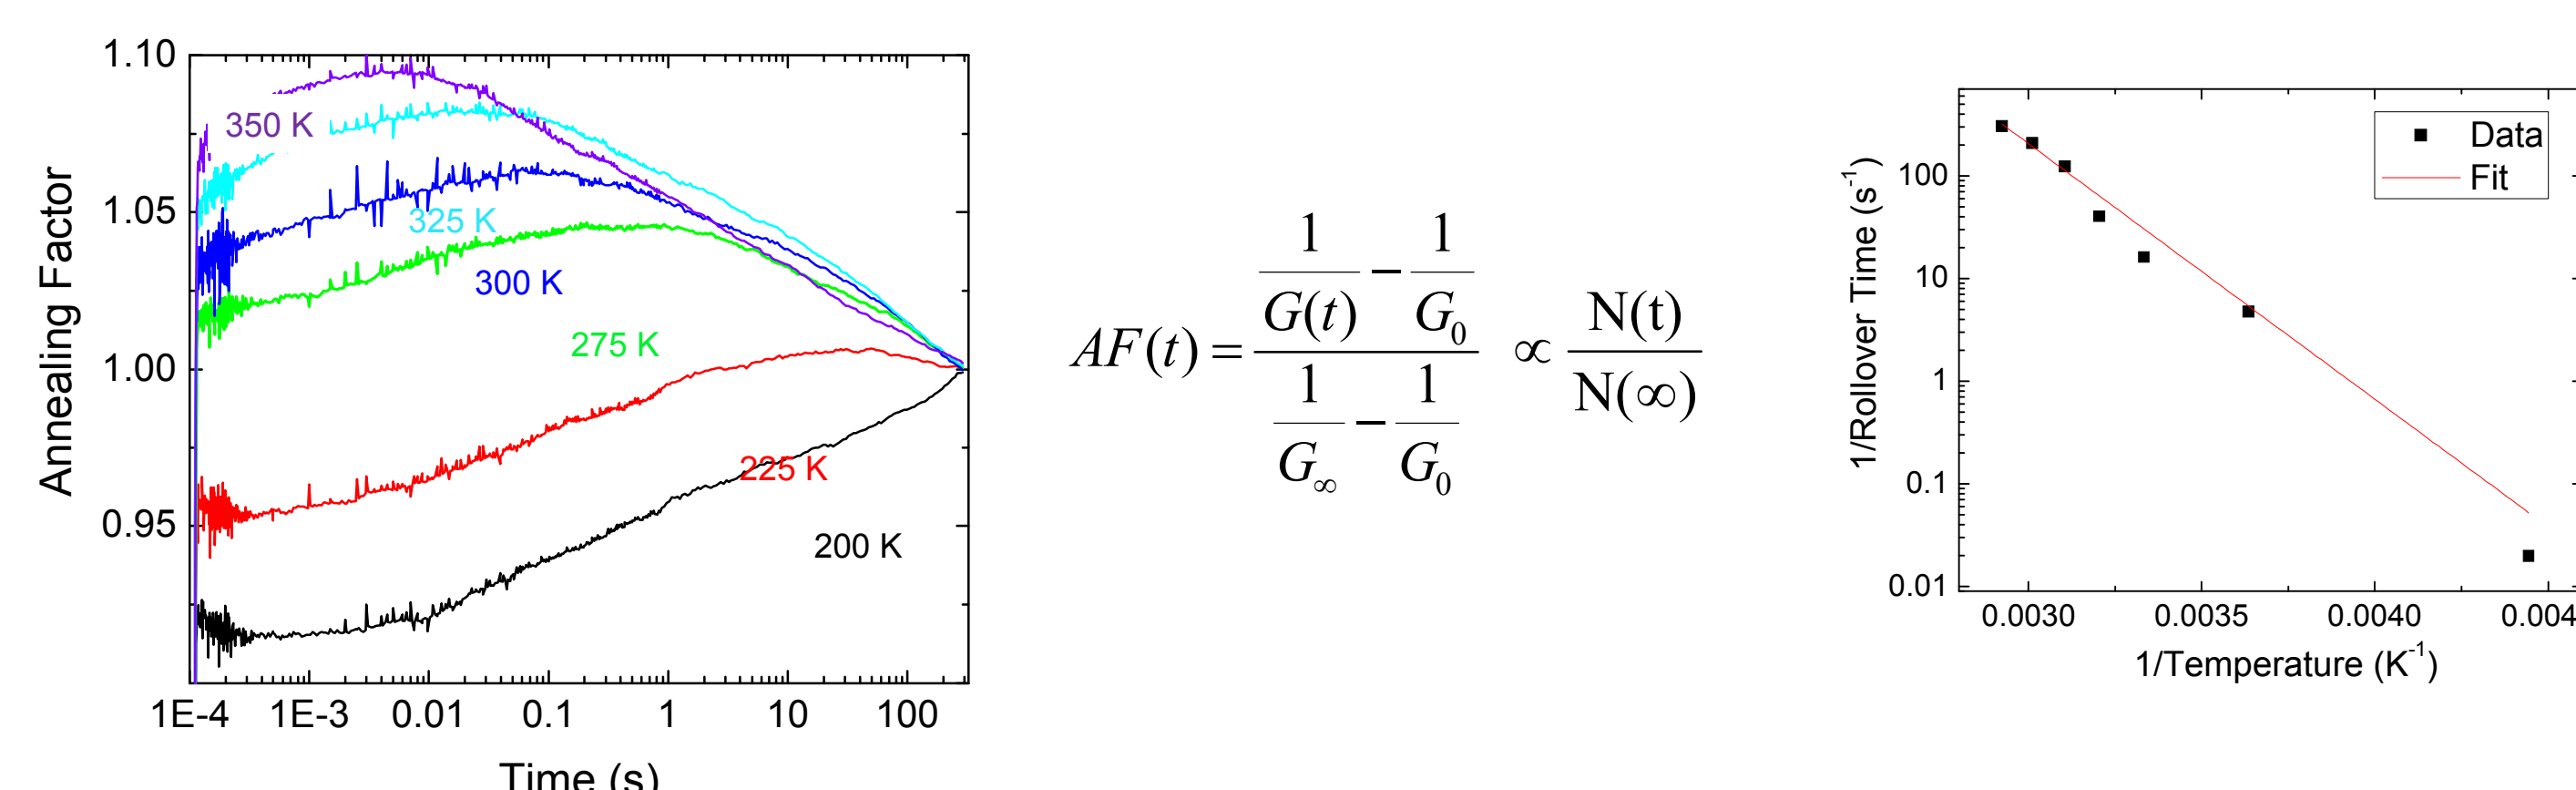 1.10
1.05
1.00
0.95
Annealing Factor
350 K
325 K
300 K
275 K
225 K
200 K
1E-4 1E-3 0.01 0.1 1 10 100
Time (s)
AF(t) = (1/G(t) − 1/G₀) / (1/G∞ − 1/G₀) ∝ N(t)/N(∞)
1/Rollover Time (s⁻¹)
100
10
1
0.1
0.01
Data
Fit
0.0030 0.0035 0.0040 0.004
1/Temperature (K⁻¹)